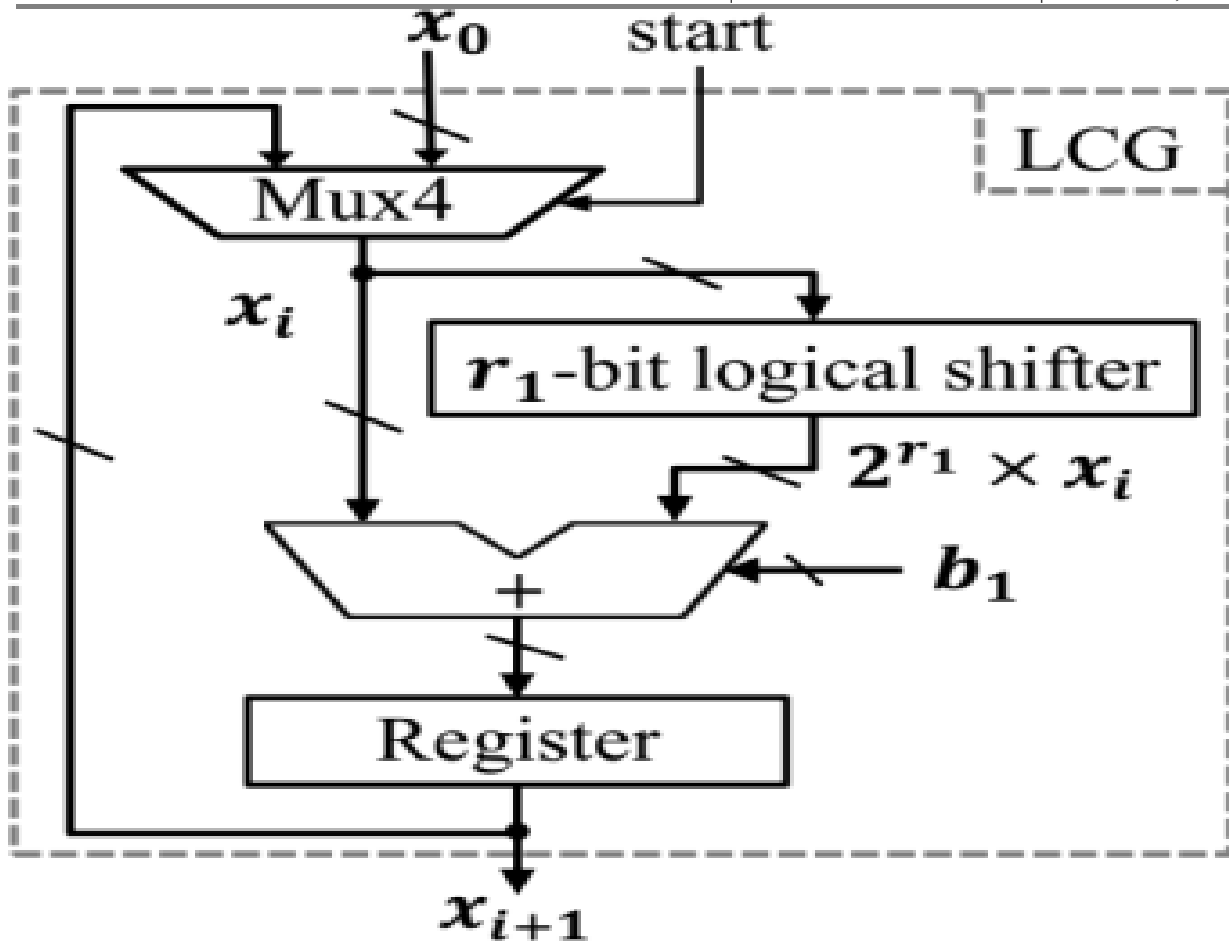 x₀
start
LCG
Mux4
xᵢ
r₁-bit logical shifter
2^{r₁} × xᵢ
+
b₁
Register
xᵢ₊₁